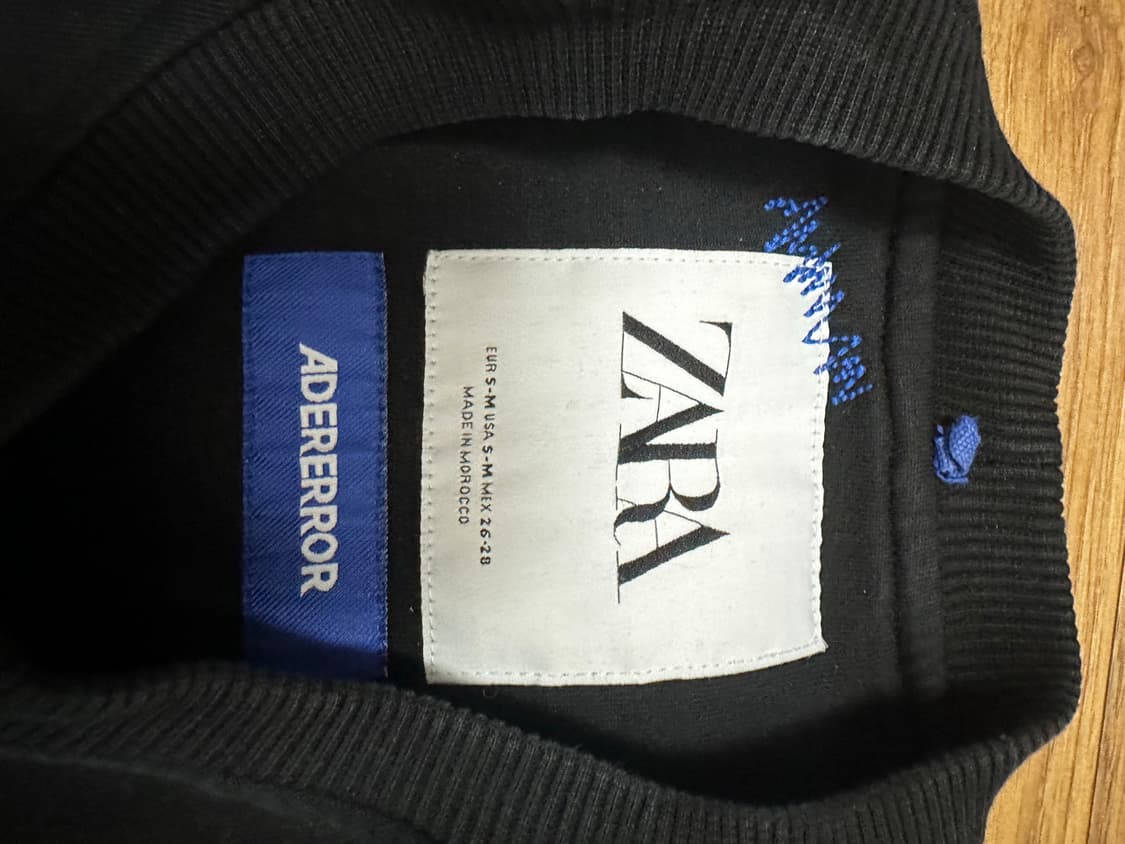 ZARA
EUR S-M USA S-M MEX 26-28
MADE IN MOROCCO
ADERERROR